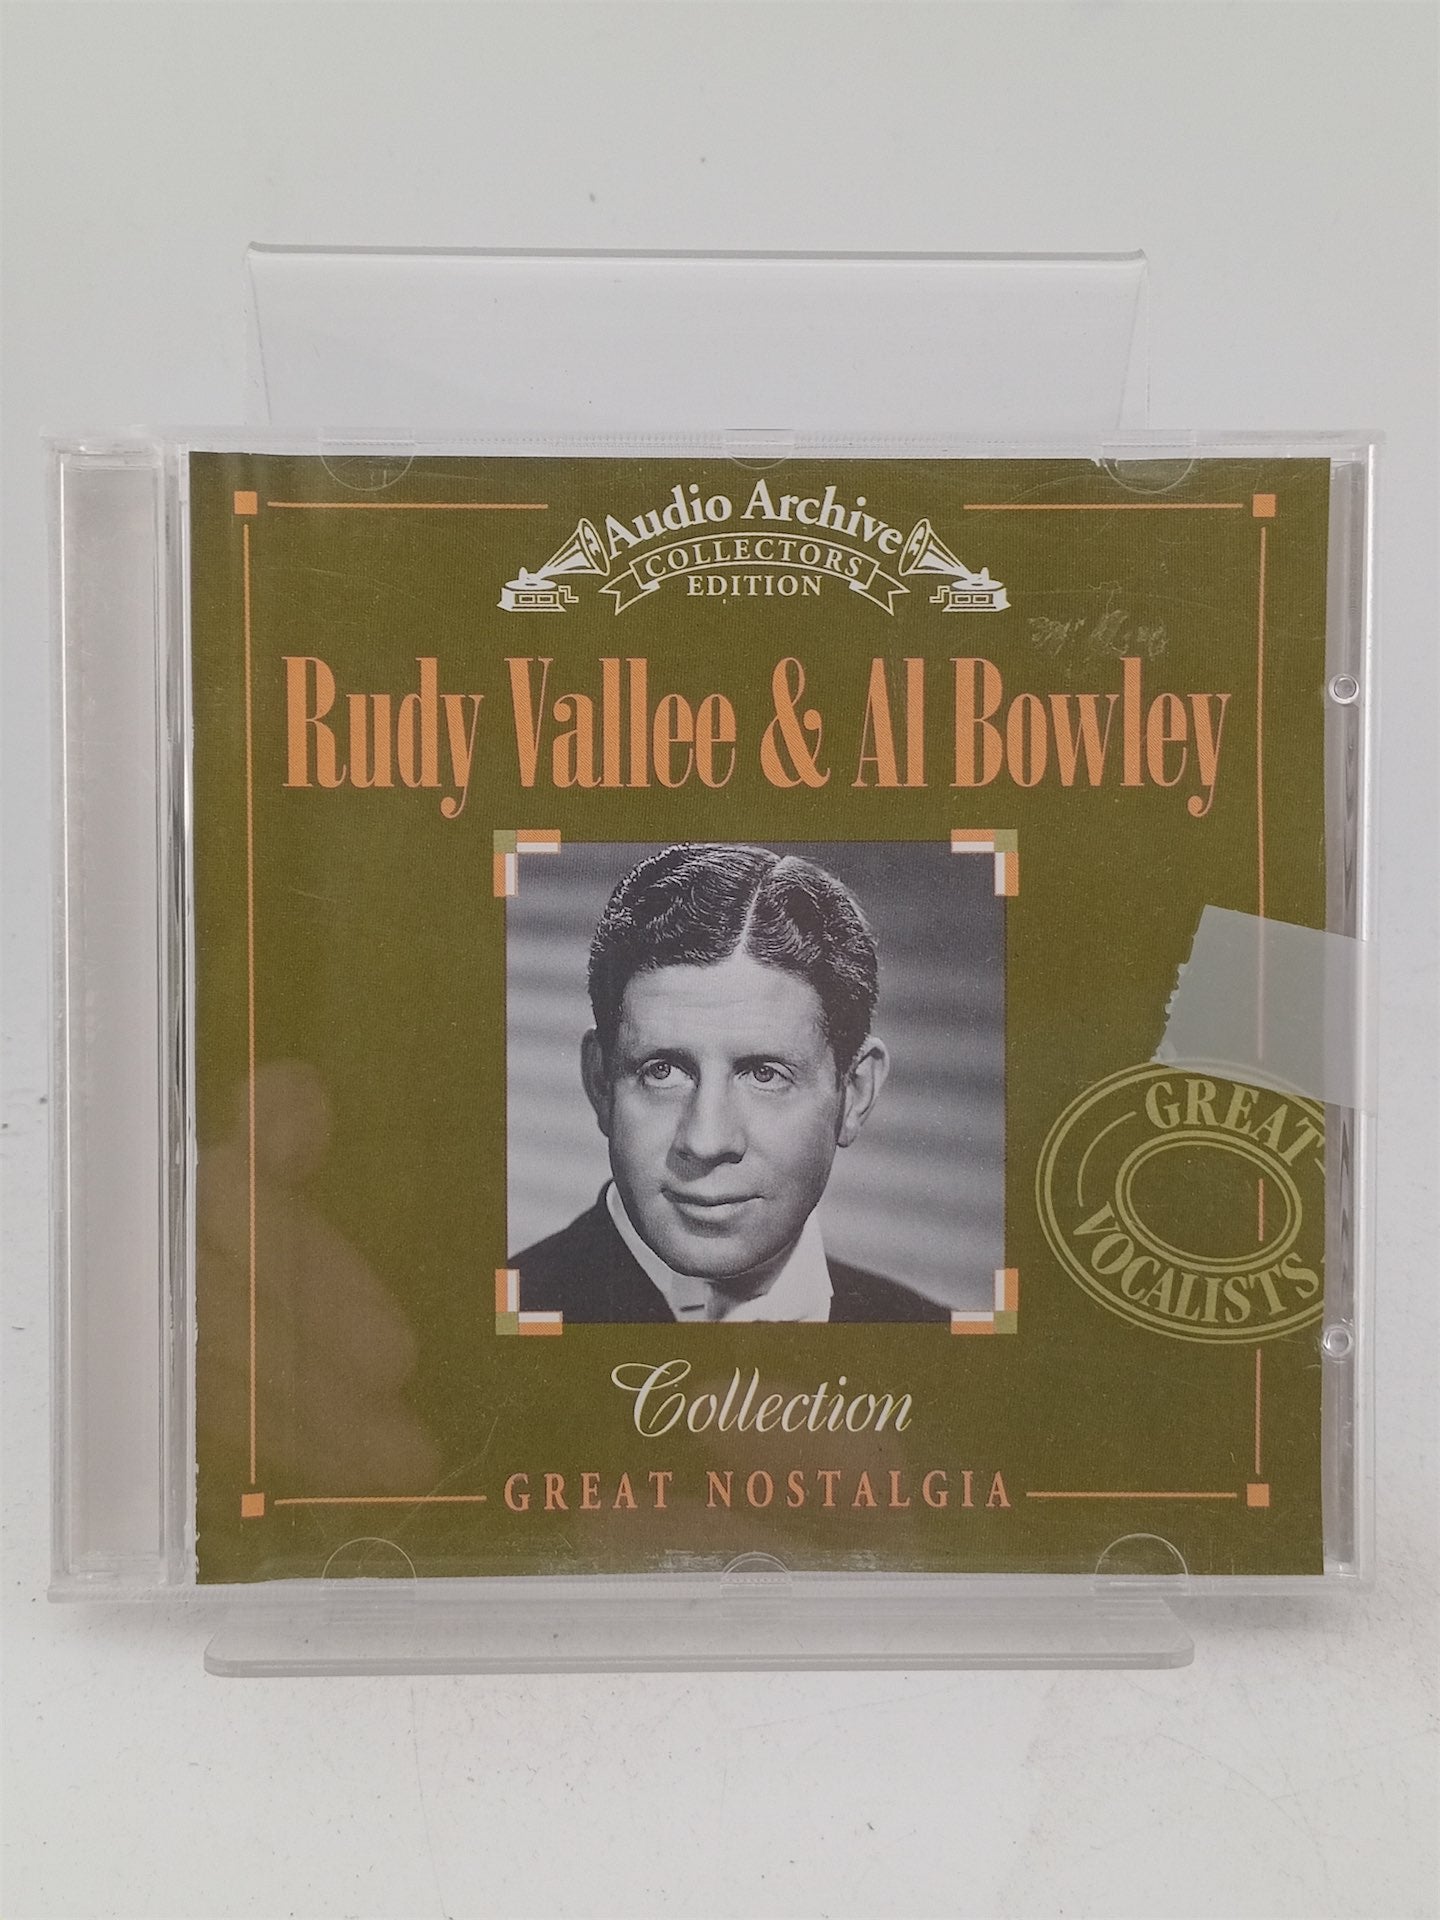 Audio Archive
COLLECTORS
EDITION
Rudy Vallee & Al Bowley
GREAT
VOCALISTS
Collection
GREAT NOSTALGIA